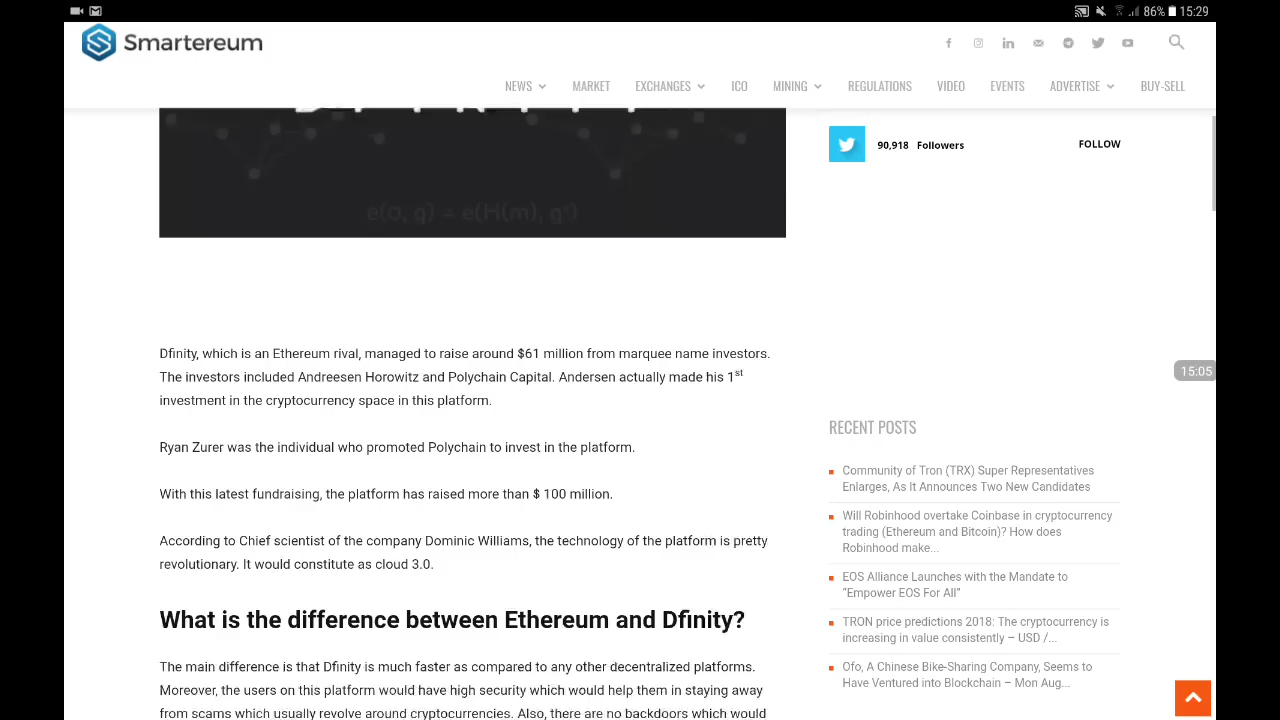 86% 15:29
Smartereum
NEWS MARKET EXCHANGES ICO MINING REGULATIONS VIDEO EVENTS ADVERTISE BUY-SELL
90,918 Followers FOLLOW
Dfinity, which is an Ethereum rival, managed to raise around $61 million from marquee name investors.
The investors included Andreesen Horowitz and Polychain Capital. Andersen actually made his 1st
investment in the cryptocurrency space in this platform.
Ryan Zurer was the individual who promoted Polychain to invest in the platform.
With this latest fundraising, the platform has raised more than $ 100 million.
According to Chief scientist of the company Dominic Williams, the technology of the platform is pretty
revolutionary. It would constitute as cloud 3.0.
What is the difference between Ethereum and Dfinity?
The main difference is that Dfinity is much faster as compared to any other decentralized platforms.
Moreover, the users on this platform would have high security which would help them in staying away
from scams which usually revolve around cryptocurrencies. Also, there are no backdoors which would
15:05
RECENT POSTS
Community of Tron (TRX) Super Representatives
Enlarges, As It Announces Two New Candidates
Will Robinhood overtake Coinbase in cryptocurrency
trading (Ethereum and Bitcoin)? How does
Robinhood make...
EOS Alliance Launches with the Mandate to
“Empower EOS For All”
TRON price predictions 2018: The cryptocurrency is
increasing in value consistently – USD /...
Ofo, A Chinese Bike-Sharing Company, Seems to
Have Ventured into Blockchain – Mon Aug...